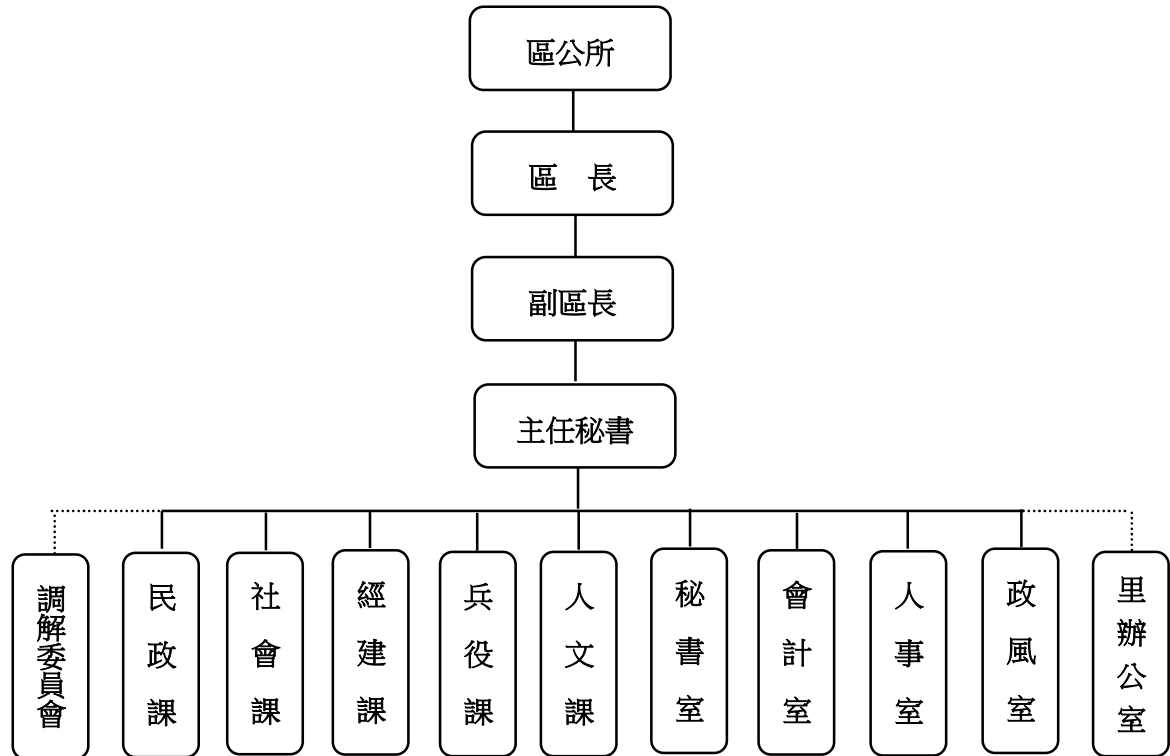 區公所
區　長
副區長
主任秘書
調解委員會
民政課
社會課
經建課
兵役課
人文課
秘書室
會計室
人事室
政風室
里辦公室